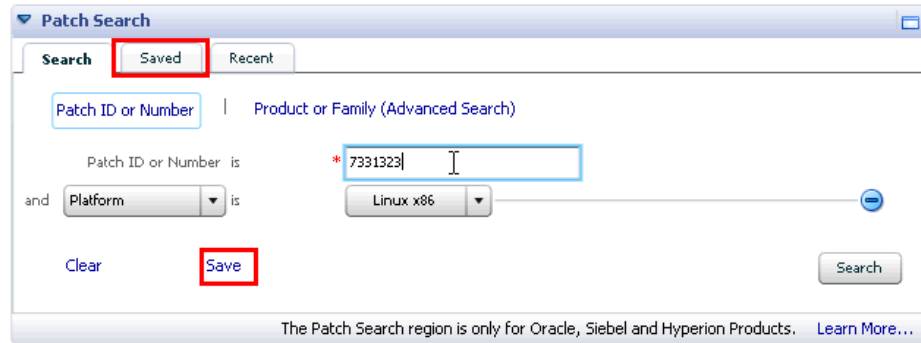 Patch Search
Search Saved Recent
Patch ID or Number | Product or Family (Advanced Search)
Patch ID or Number is * 7331323
and Platform is Linux x86
Clear Save Search
The Patch Search region is only for Oracle, Siebel and Hyperion Products. Learn More...